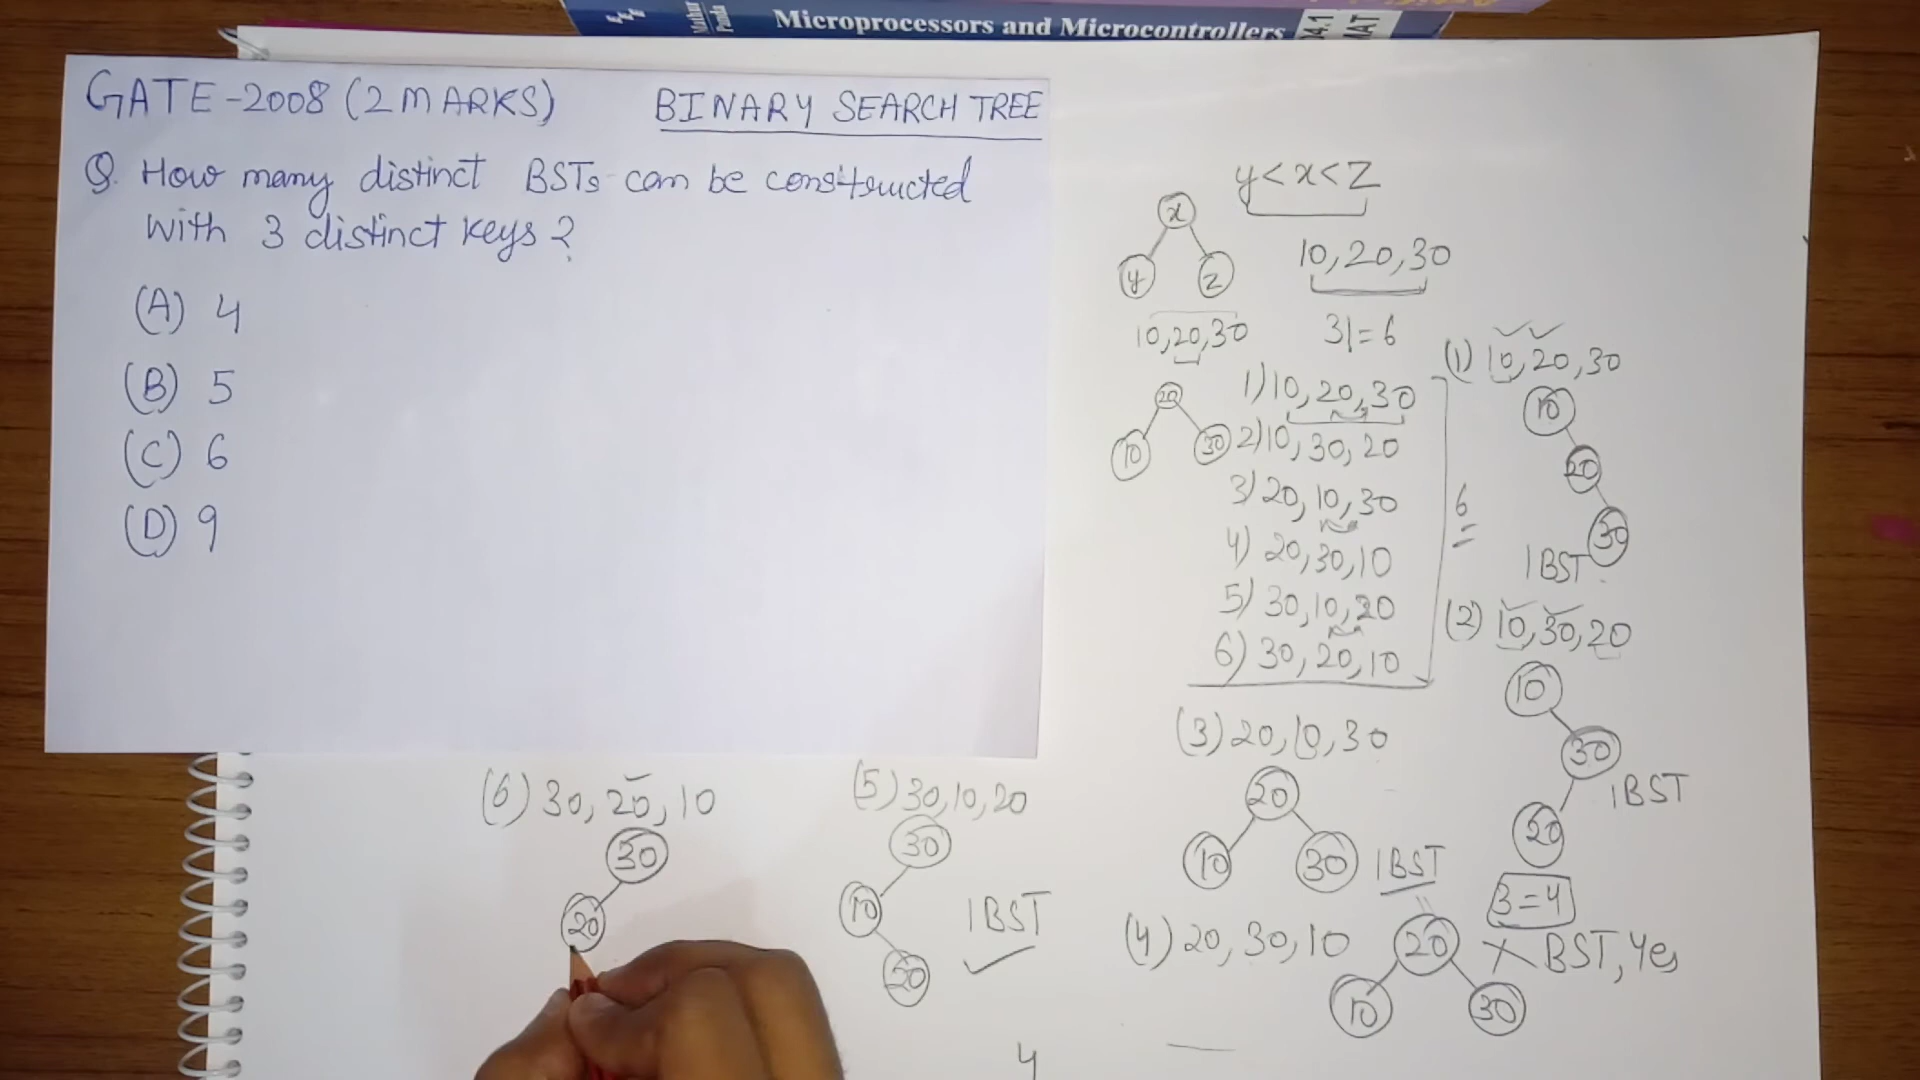 Mathur
Panda
Microprocessors and Microcontrollers
04.1
MAT
GATE-2008 (2 MARKS) BINARY SEARCH TREE
Q. How many distinct BSTs can be constructed
with 3 distinct keys?
(A) 4
(B) 5
(C) 6
(D) 9
y<x<Z
x
y z
10,20,30
10,20,30
3!=6
20
10 30
1) 10, 20, 30
2) 10, 30, 20
3) 20, 10, 30
4) 20, 30, 10
5) 30, 10, 20
6) 30, 20, 10
6
(1) 10, 20, 30
10
20
30
1BST
(2) 10, 30, 20
10
30
1BST
20
(3) 20, 10, 30
20
10 30 1BST
3=4
(4) 20, 30, 10
20 X BST, Yes
10 30
(5) 30, 10, 20
30
10 1BST
20
(6) 30, 20, 10
30
20
4